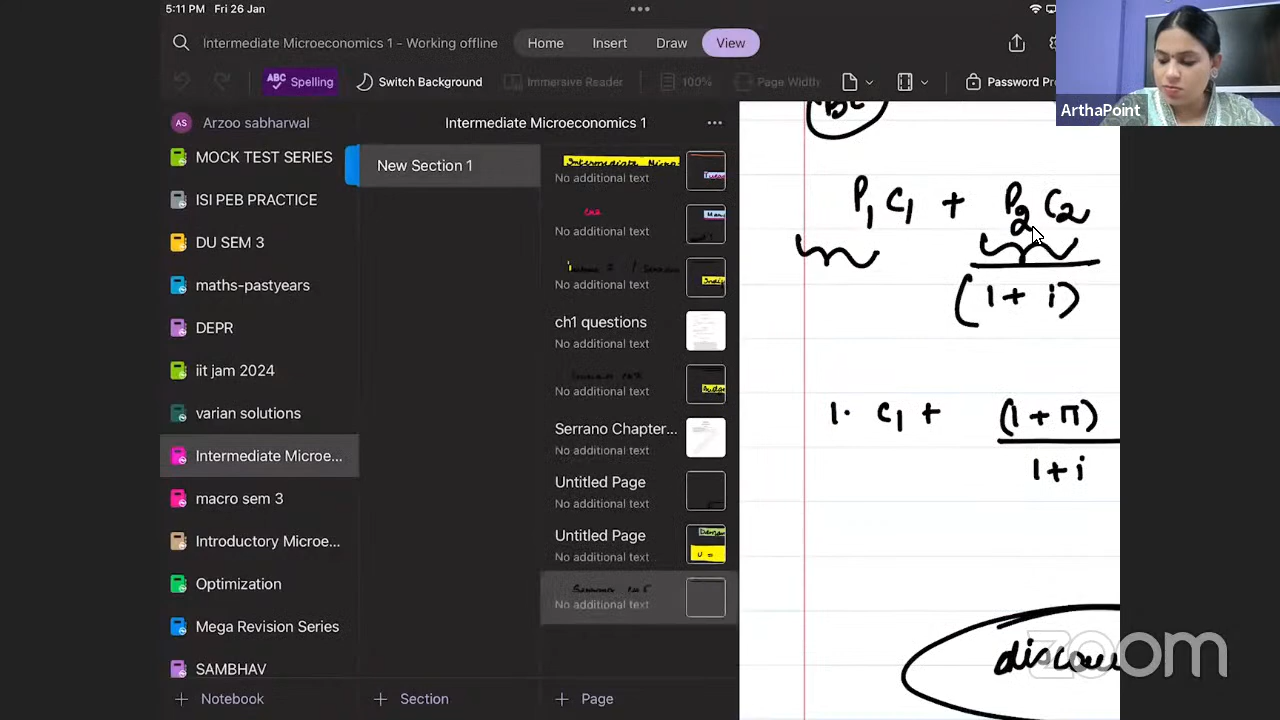 5:11 PM Fri 26 Jan
Intermediate Microeconomics 1 - Working offline
Home Insert Draw View
ArthaPoint
ABC Spelling
Switch Background
Immersive Reader
100%
Page Width
Password Pr
AS Arzoo sabharwal
MOCK TEST SERIES
ISI PEB PRACTICE
DU SEM 3
maths-pastyears
DEPR
iit jam 2024
varian solutions
Intermediate Microe...
macro sem 3
Introductory Microe...
Optimization
Mega Revision Series
SAMBHAV
+ Notebook
New Section 1
+ Section
Intermediate Microeconomics 1
Intermediate Micro
No additional text
No additional text
No additional text
ch1 questions
No additional text
No additional text
Serrano Chapter...
No additional text
Untitled Page
No additional text
Untitled Page
No additional text
No additional text
+ Page
P₁ C₁ + P₂ C₂
(1 + i)
1. C₁ + (1 + π)
1 + i
discou
zoom